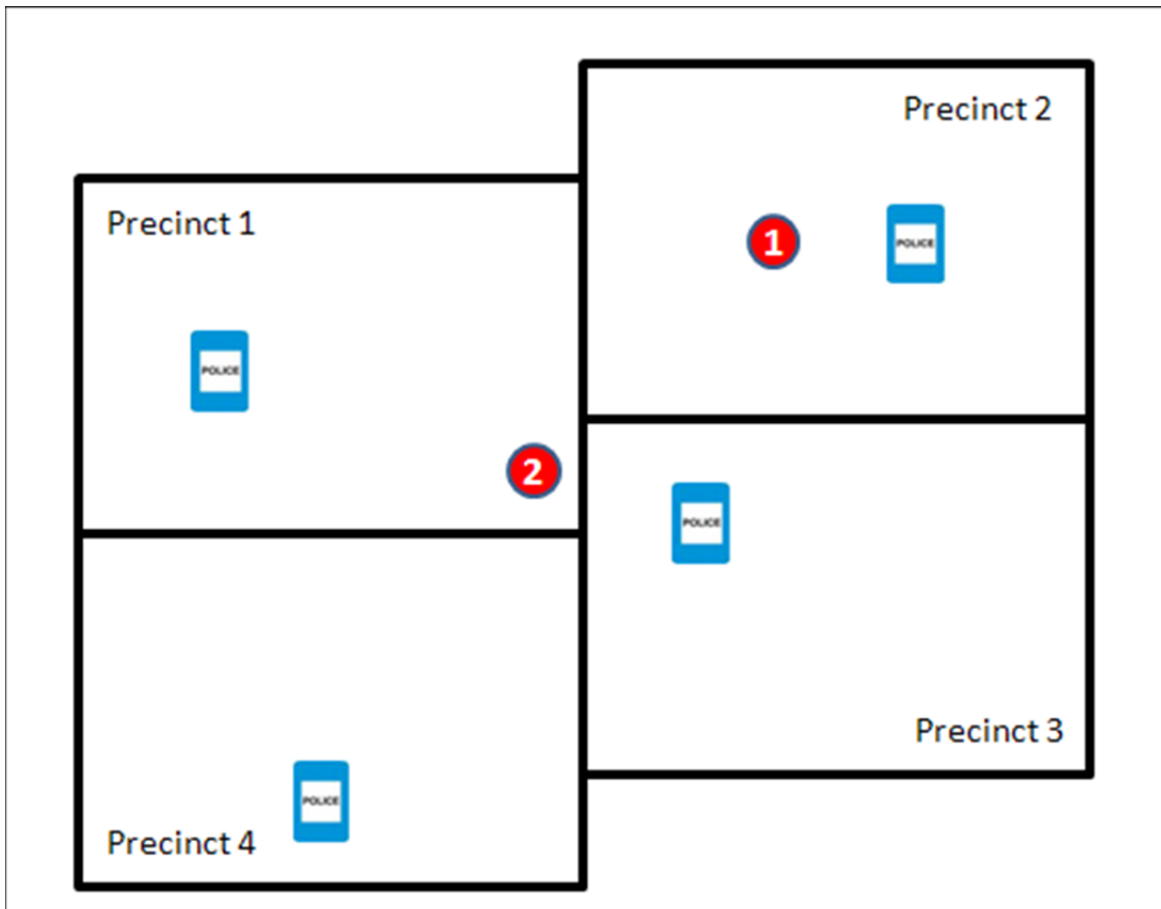 Precinct 2
Precinct 1
1
POLICE
POLICE
2
POLICE
Precinct 3
POLICE
Precinct 4